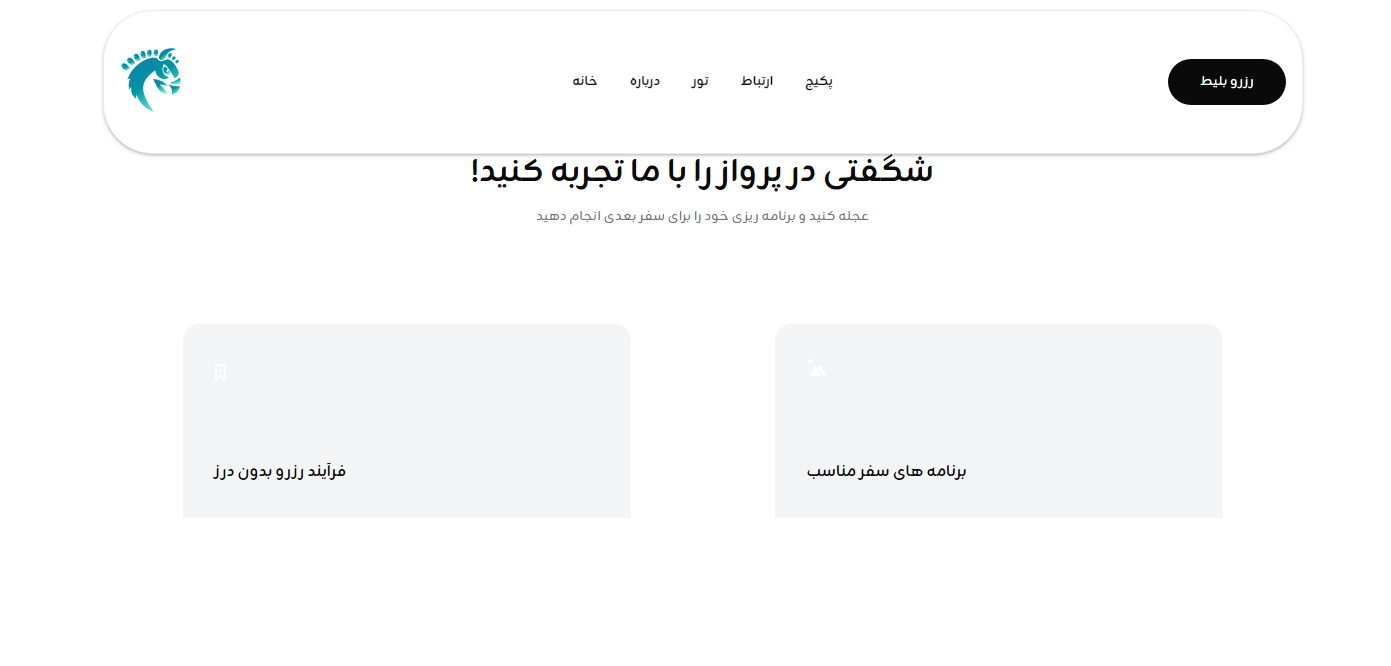 رزرو بلیط
پکیج
ارتباط
تور
درباره
خانه
شگفتی در پرواز را با ما تجربه کنید!
عجله کنید و برنامه ریزی خود را برای سفر بعدی انجام دهید
برنامه های سفر مناسب
فرآیند رزرو بدون درز